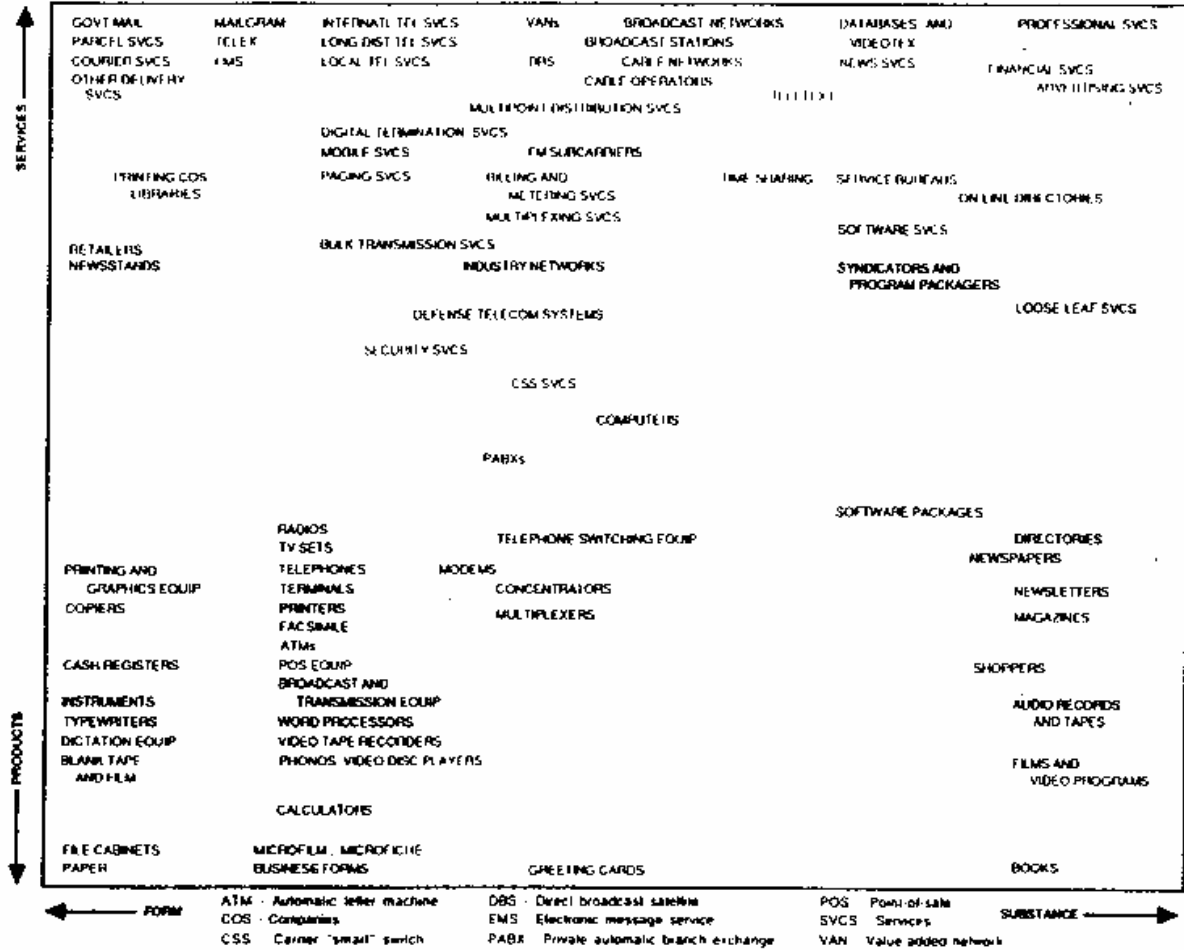 GOVT MAIL MAILGRAM INTERNATL TEL SVCS VANs BROADCAST NETWORKS DATABASES AND PROFESSIONAL SVCS
PARCEL SVCS TELEX LONG DIST TEL SVCS BROADCAST STATIONS VIDEOTEX
COURIER SVCS EMS LOCAL TEL SVCS DBS CABLE NETWORKS NEWS SVCS FINANCIAL SVCS
OTHER DELIVERY CABLE OPERATORS ADVERTISING SVCS
SVCS TELETEXT
MULTIPOINT DISTRIBUTION SVCS
DIGITAL TERMINATION SVCS
MOBILE SVCS FM SUBCARRIERS
PRINTING COS PAGING SVCS BILLING AND TIME SHARING SERVICE BUREAUS
LIBRARIES METERING SVCS ON LINE DIRECTORIES
MULTIPLEXING SVCS
SOFTWARE SVCS
RETAILERS BULK TRANSMISSION SVCS
NEWSSTANDS INDUSTRY NETWORKS SYNDICATORS AND
PROGRAM PACKAGERS
DEFENSE TELECOM SYSTEMS LOOSE LEAF SVCS
SECURITY SVCS
CSS SVCS
COMPUTERS
PABXs
SOFTWARE PACKAGES
RADIOS TELEPHONE SWITCHING EQUIP DIRECTORIES
TV SETS NEWSPAPERS
PRINTING AND TELEPHONES MODEMS
GRAPHICS EQUIP TERMINALS CONCENTRATORS NEWSLETTERS
COPIERS PRINTERS MULTIPLEXERS MAGAZINES
FACSIMILE
ATMs
CASH REGISTERS POS EQUIP SHOPPERS
BROADCAST AND
INSTRUMENTS TRANSMISSION EQUIP AUDIO RECORDS
TYPEWRITERS WORD PROCESSORS AND TAPES
DICTATION EQUIP VIDEO TAPE RECORDERS
BLANK TAPE PHONOS, VIDEO DISC PLAYERS FILMS AND
AND FILM VIDEO PROGRAMS
CALCULATORS
FILE CABINETS MICROFILM, MICROFICHE
PAPER BUSINESS FORMS GREETING CARDS BOOKS
SERVICES
PRODUCTS
FORM
SUBSTANCE
ATM - Automatic teller machine DBS - Direct broadcast satellite POS Point-of-sale
COS - Companies EMS Electronic message service SVCS Services
CSS Carrier "smart" switch PABX Private automatic branch exchange VAN Value added network